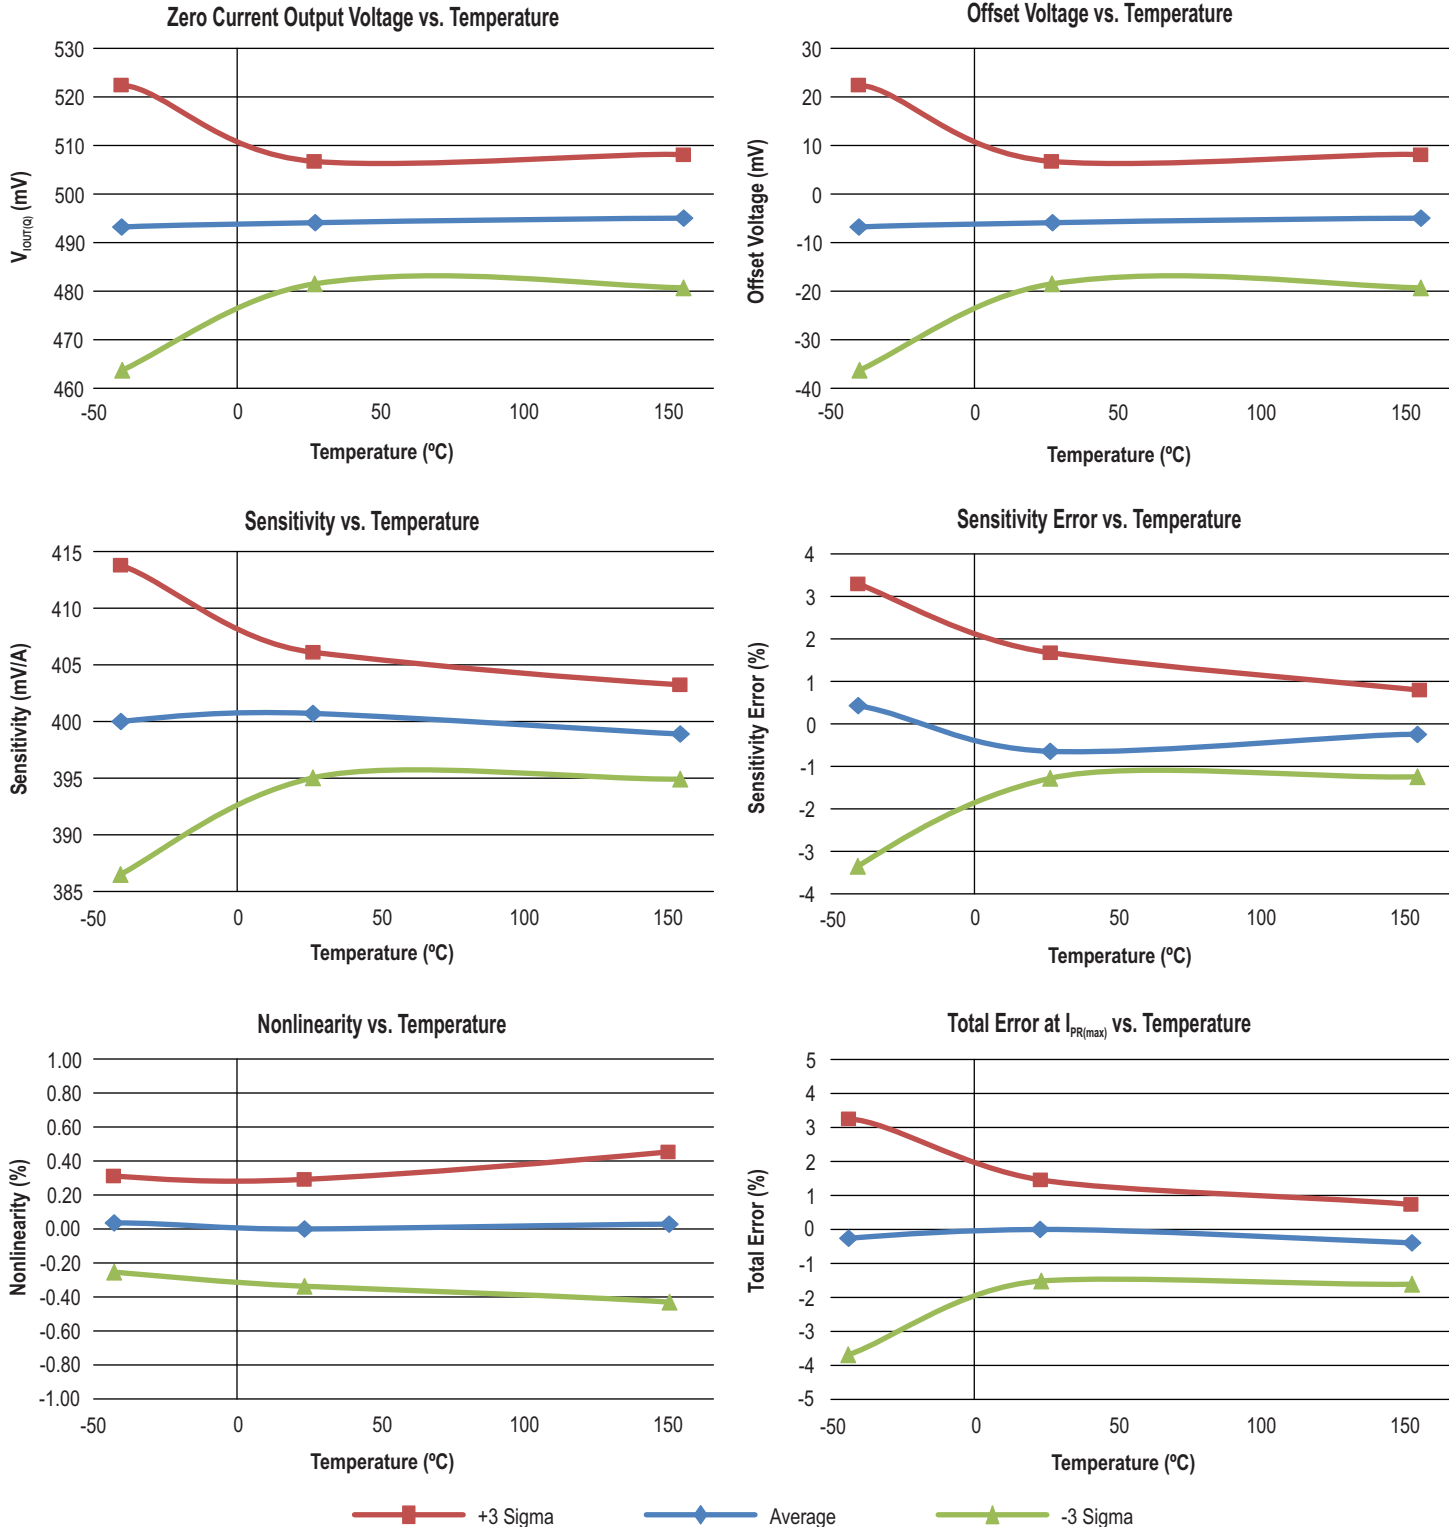 Zero Current Output Voltage vs. Temperature
530
520
510
500
490
480
470
460
-50 0 50 100 150
V_IOUT(Q) (mV)
Temperature (ºC)
Offset Voltage vs. Temperature
30
20
10
0
-10
-20
-30
-40
-50 0 50 100 150
Offset Voltage (mV)
Temperature (ºC)
Sensitivity vs. Temperature
415
410
405
400
395
390
385
-50 0 50 100 150
Sensitivity (mV/A)
Temperature (ºC)
Sensitivity Error vs. Temperature
4
3
2
1
0
-1
-2
-3
-4
-50 0 50 100 150
Sensitivity Error (%)
Temperature (ºC)
Nonlinearity vs. Temperature
1.00
0.80
0.60
0.40
0.20
0.00
-0.20
-0.40
-0.60
-0.80
-1.00
-50 0 50 100 150
Nonlinearity (%)
Temperature (ºC)
Total Error at I_PR(max) vs. Temperature
5
4
3
2
1
0
-1
-2
-3
-4
-5
-50 0 50 100 150
Total Error (%)
Temperature (ºC)
+3 Sigma Average -3 Sigma